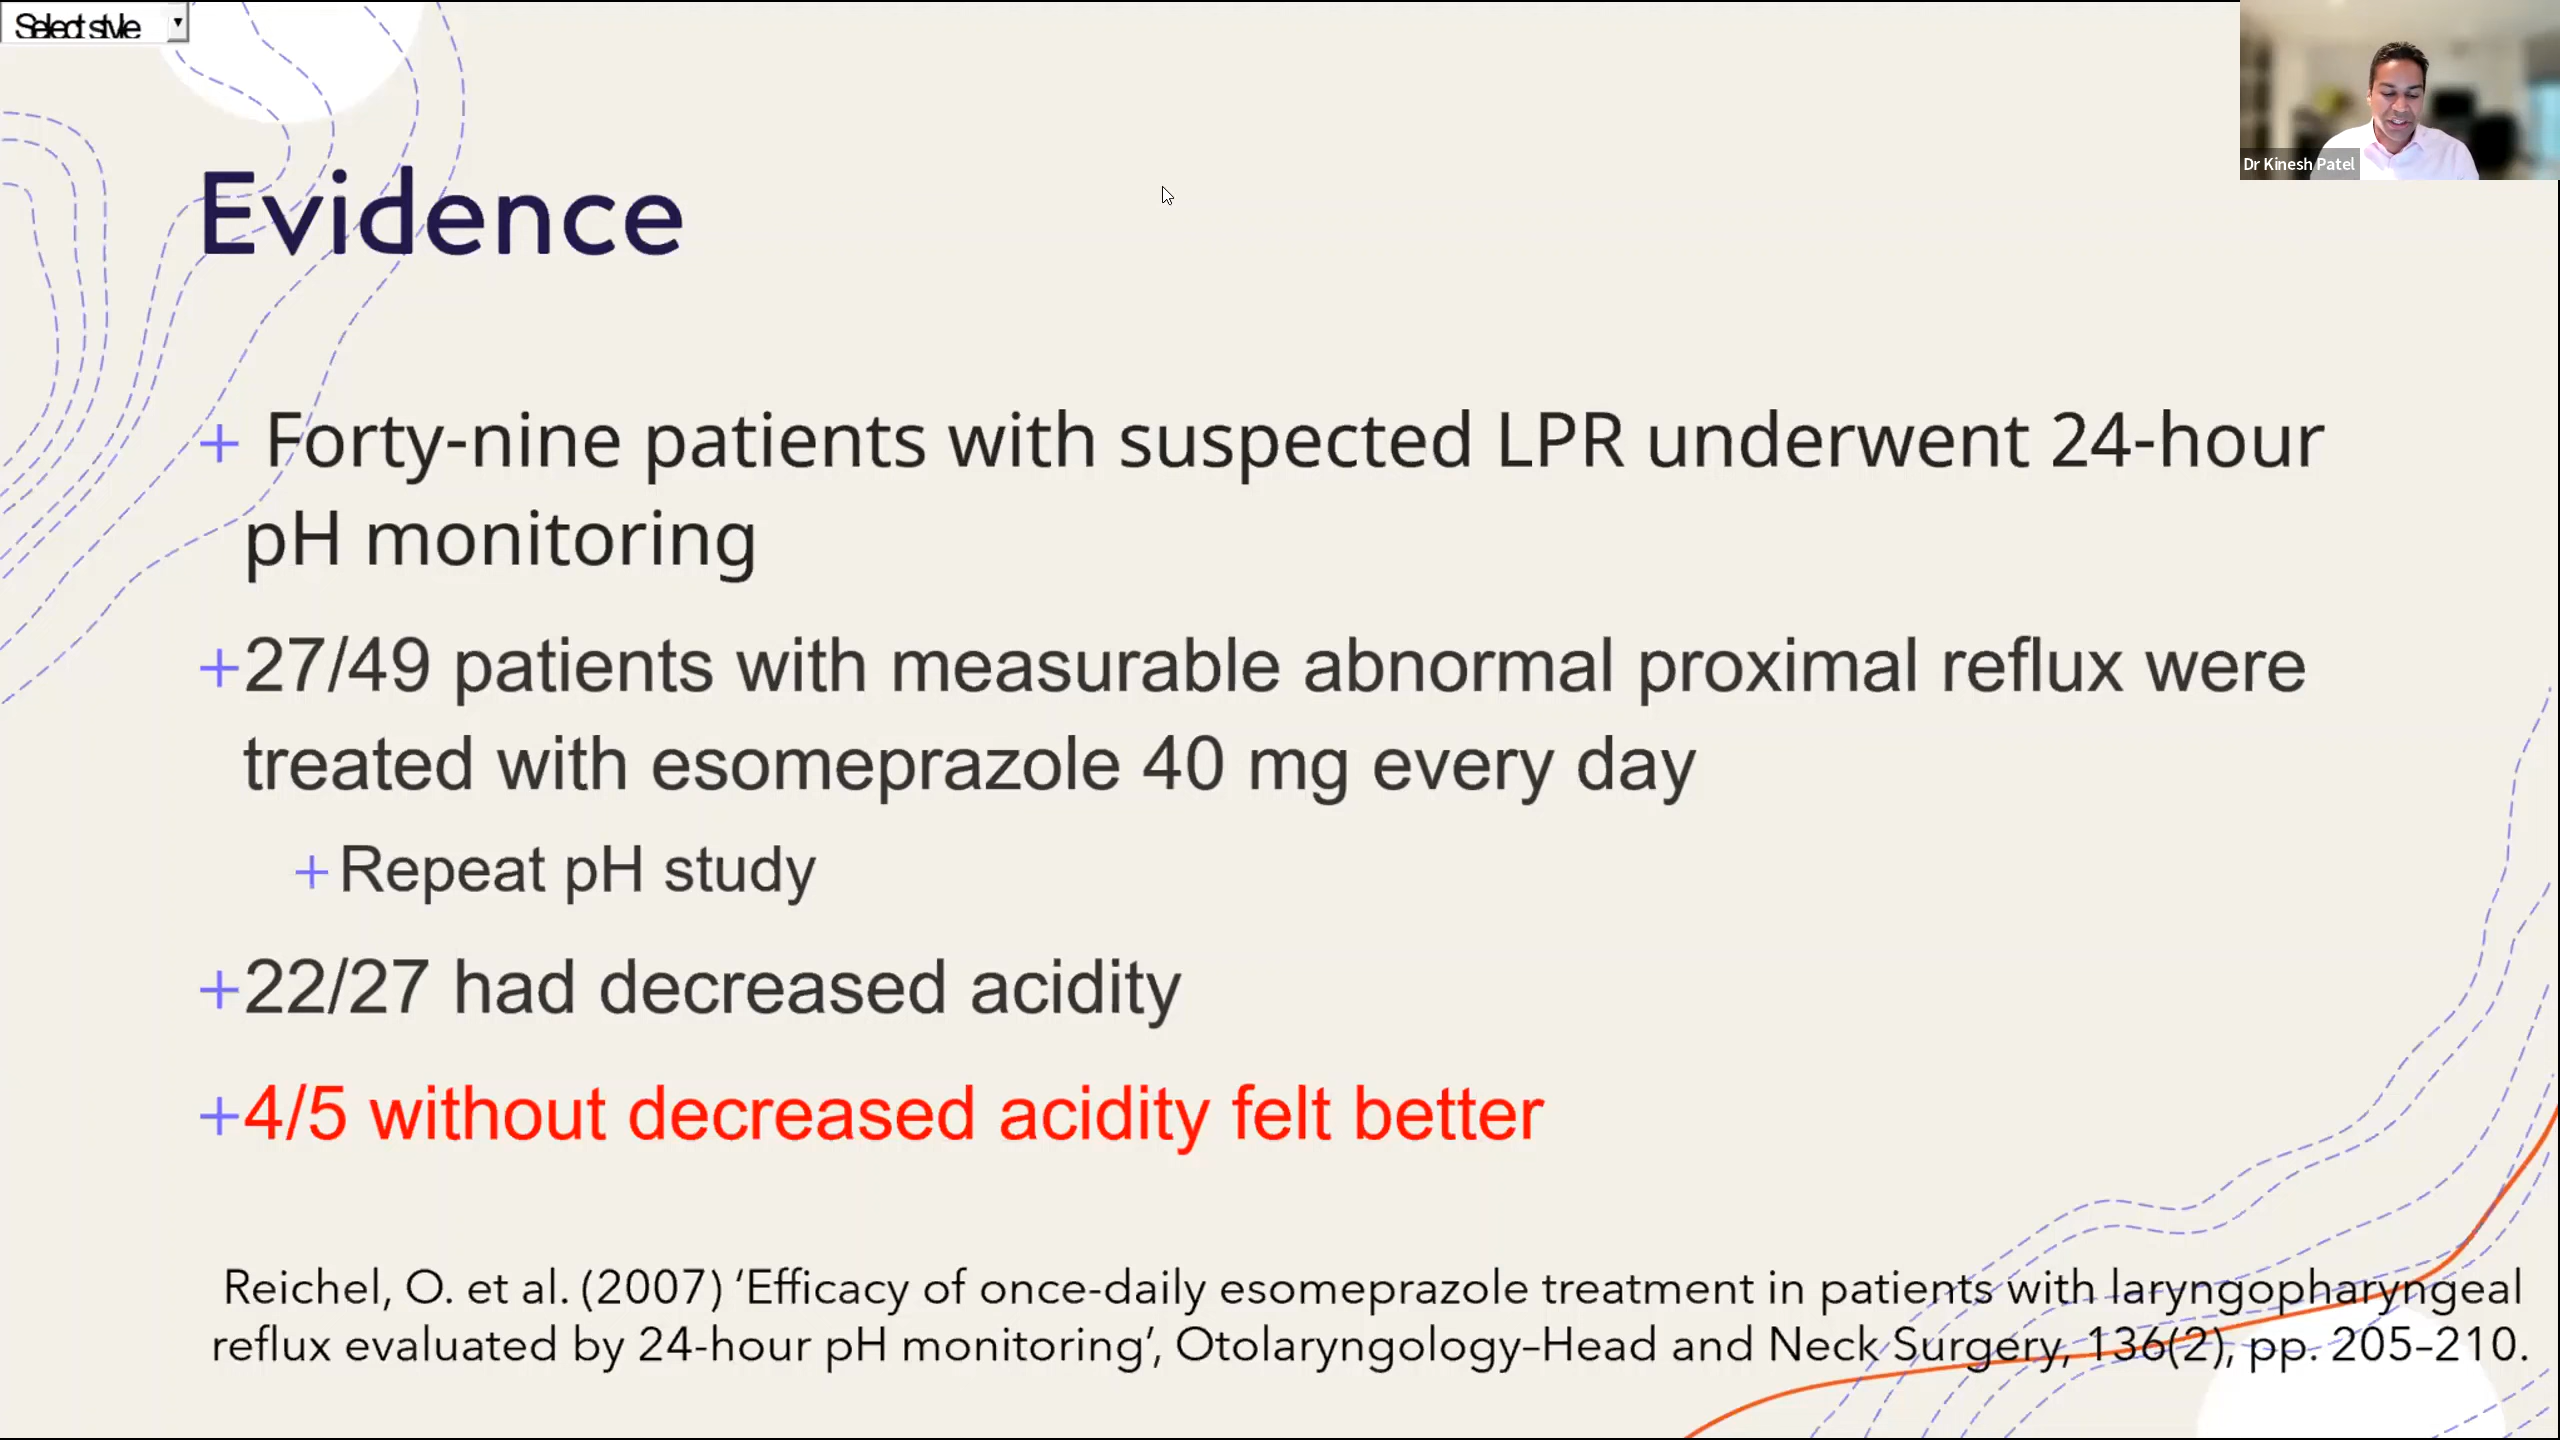 Select style
Dr Kinesh Patel
Evidence
+ Forty-nine patients with suspected LPR underwent 24-hour
pH monitoring
+27/49 patients with measurable abnormal proximal reflux were
treated with esomeprazole 40 mg every day
+Repeat pH study
+22/27 had decreased acidity
+4/5 without decreased acidity felt better
Reichel, O. et al. (2007) ‘Efficacy of once-daily esomeprazole treatment in patients with laryngopharyngeal
reflux evaluated by 24-hour pH monitoring’, Otolaryngology–Head and Neck Surgery, 136(2), pp. 205–210.